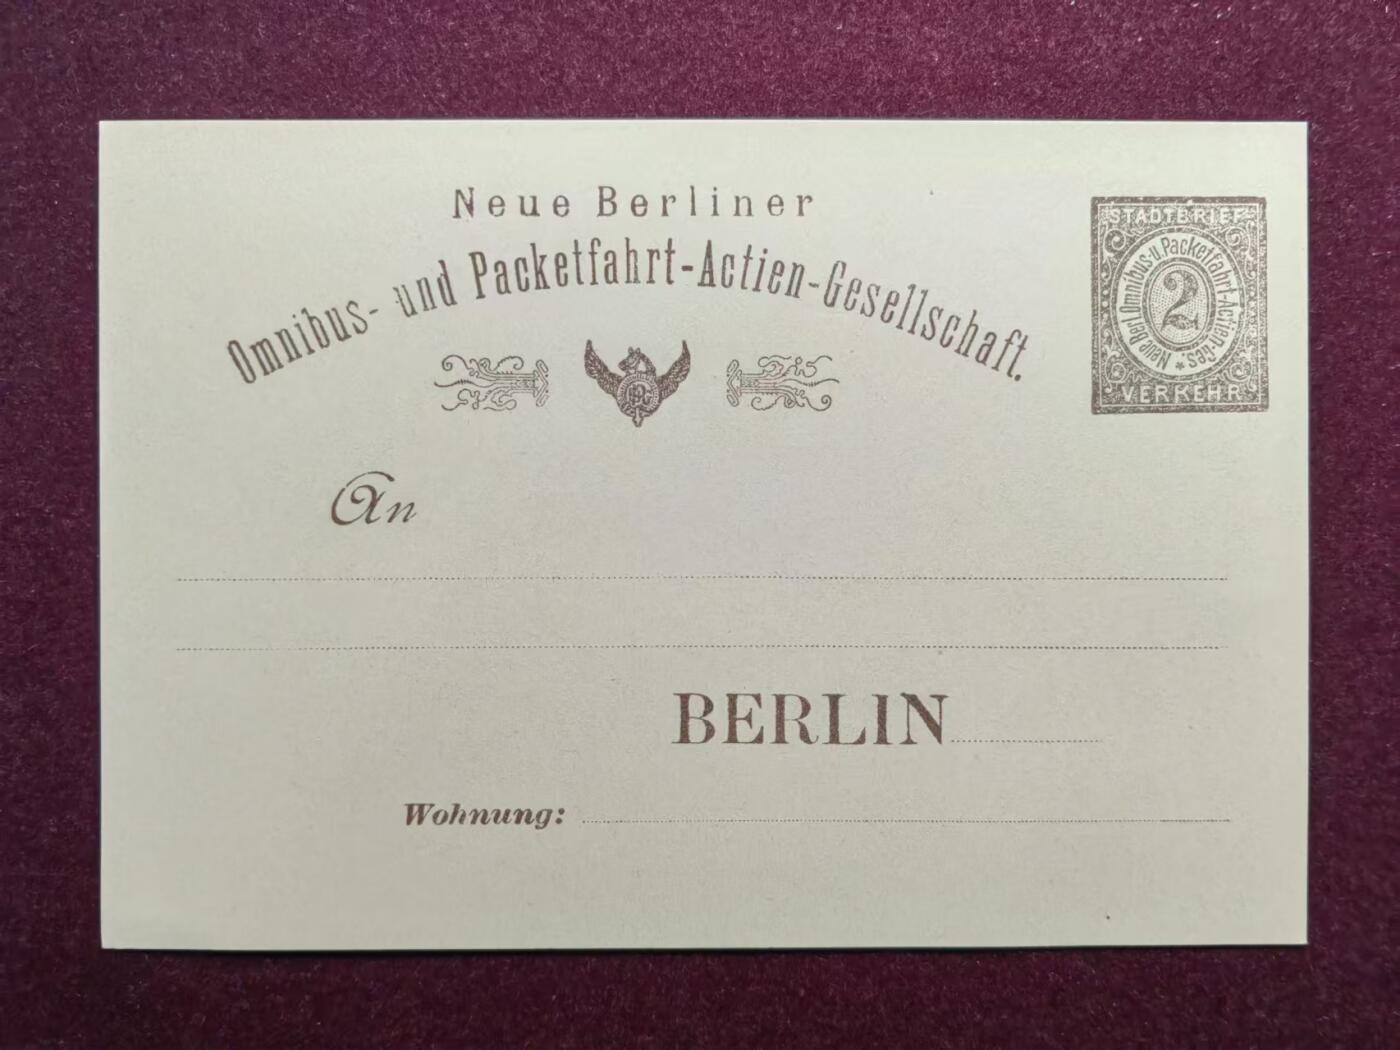 Neue Berliner
Omnibus- und Packetfahrt-Actien-Gesellschaft.
STADTBRIEF-
Neue Berl. Omnibus-u. Packetfahrt-Actien-Ges. *
2
VERKEHR
An
BERLIN
Wohnung: